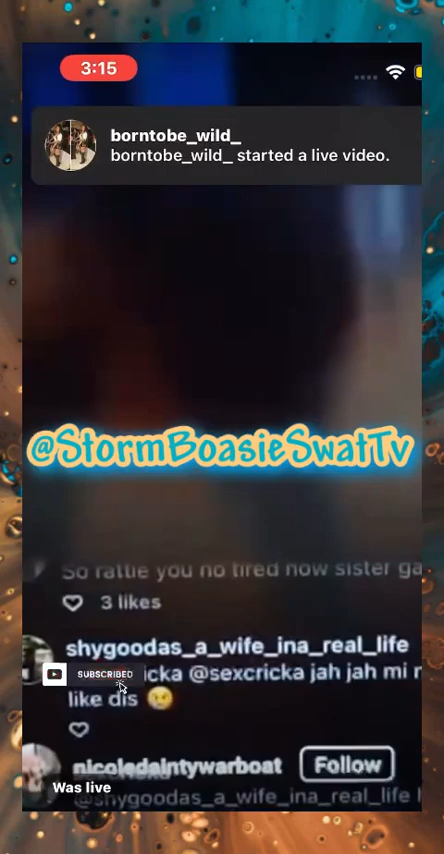 3:15
borntobe_wild_
borntobe_wild_ started a live video.
@StormBoasieSwatTv
So rattie you no tired now sister ga
3 likes
shygoodas_a_wife_ina_real_life
SUBSCRIBED
icka @sexcricka jah jah mi r
like dis 😢
nicoledaintywarboat Follow
Was live
@shygoodas_a_wife_ina_real_life